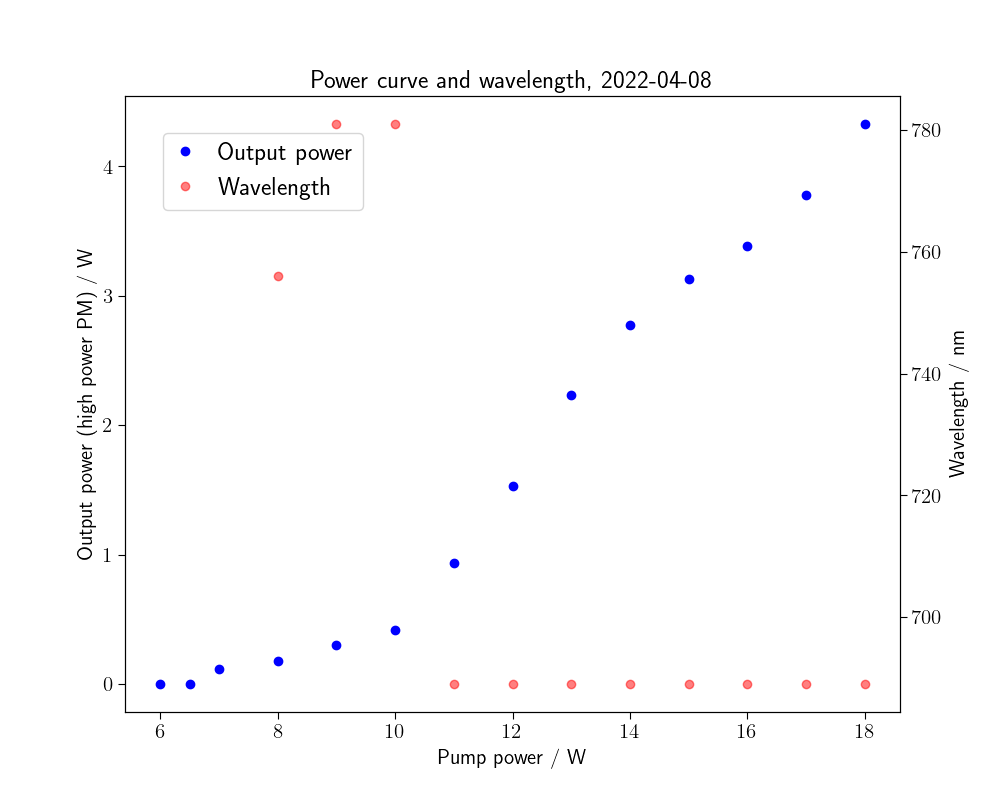 Power curve and wavelength, 2022-04-08
Output power
Wavelength
Output power (high power PM) / W
4
3
2
1
0
780
760
740
720
700
Wavelength / nm
6 8 10 12 14 16 18
Pump power / W